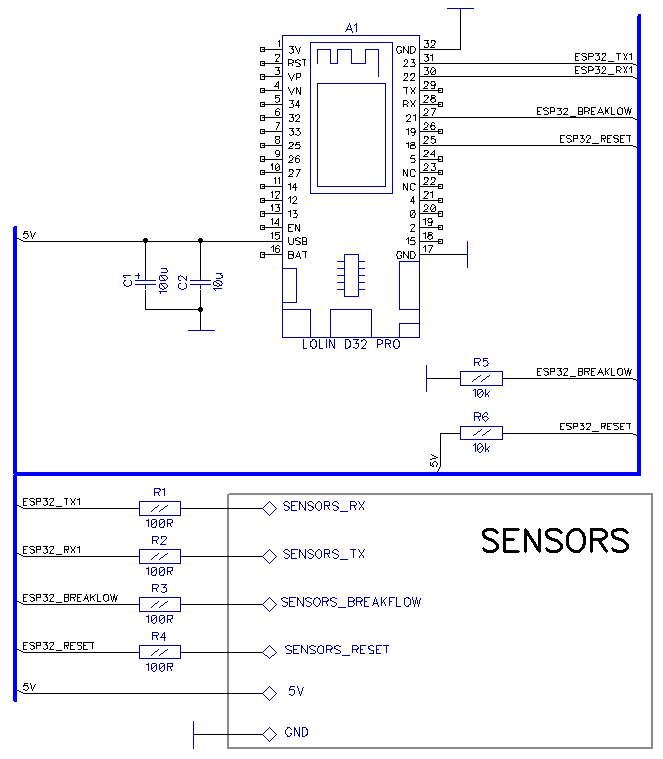 A1
1 3V GND 32
2 RST 23 31 ESP32_TX1
3 VP 22 30 ESP32_RX1
4 VN TX 29
5 34 RX 28
6 32 21 27 ESP32_BREAKLOW
7 33 19 26
8 25 18 25 ESP32_RESET
9 26 5 24
10 27 NC 23
11 14 NC 22
12 12 4 21
13 13 0 20
14 EN 2 19
5V 15 USB 15 18
16 BAT GND 17
C1 + 100u C2 10u
LOLIN D32 PRO
R5 ESP32_BREAKLOW
10k
R6 ESP32_RESET
10k
5V
ESP32_TX1 R1 SENSORS_RX
100R
SENSORS
ESP32_RX1 R2 SENSORS_TX
100R
ESP32_BREAKLOW R3 SENSORS_BREAKFLOW
100R
ESP32_RESET R4 SENSORS_RESET
100R
5V 5V
GND